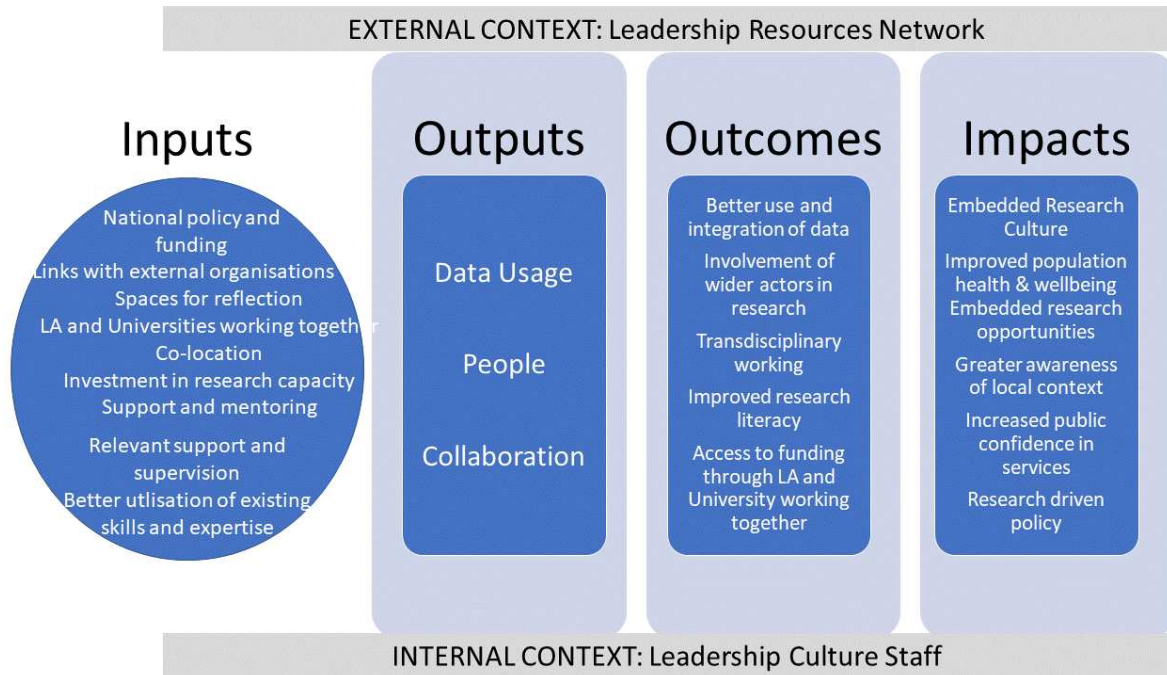 EXTERNAL CONTEXT: Leadership Resources Network
Inputs
National policy and
funding
Links with external organisations
Spaces for reflection
LA and Universities working together
Co-location
Investment in research capacity
Support and mentoring
Relevant support and
supervision
Better utlisation of existing
skills and expertise
Outputs
Data Usage
People
Collaboration
Outcomes
Better use and
integration of data
Involvement of
wider actors in
research
Transdisciplinary
working
Improved research
literacy
Access to funding
through LA and
University working
together
Impacts
Embedded Research
Culture
Improved population
health & wellbeing
Embedded research
opportunities
Greater awareness
of local context
Increased public
confidence in
services
Research driven
policy
INTERNAL CONTEXT: Leadership Culture Staff